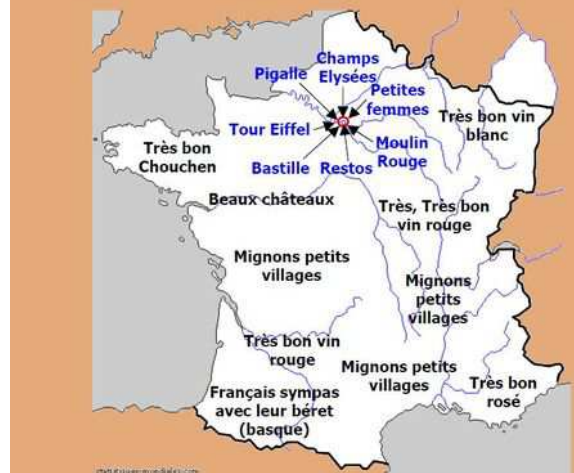 Champs
Elysées
Pigalle
Petites
femmes
Tour Eiffel
Moulin
Rouge
Bastille
Restos
Très bon vin
blanc
Très bon
Chouchen
Beaux châteaux
Très, Très bon
vin rouge
Mignons petits
villages
Mignons
petits
villages
Très bon vin
rouge
Mignons petits
villages
Très bon
rosé
Français sympas
avec leur béret
(basque)